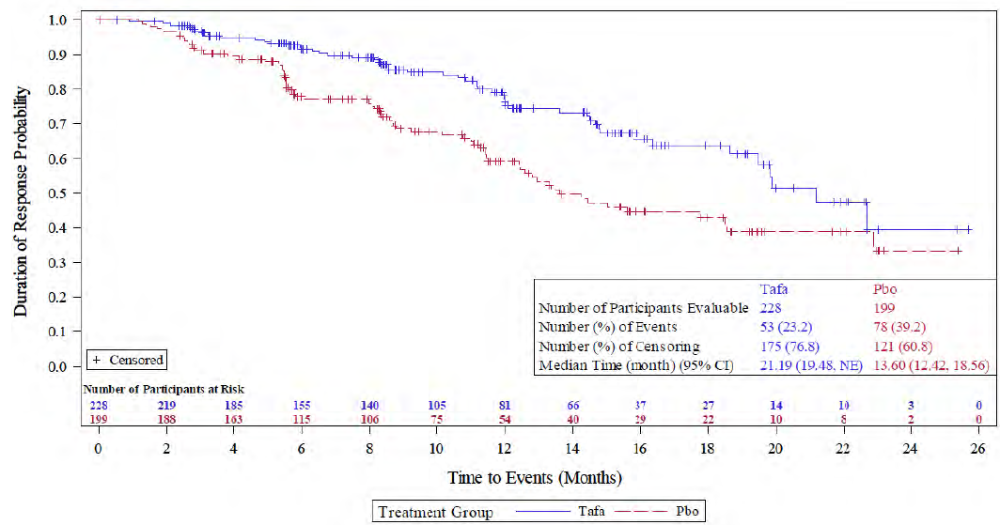 1.0
0.9
0.8
0.7
0.6
0.5
0.4
0.3
0.2
0.1
0.0
Duration of Response Probability
Tafa Pbo
Number of Participants Evaluable 228 199
Number (%) of Events 53 (23.2) 78 (39.2)
Number (%) of Censoring 175 (76.8) 121 (60.8)
Median Time (month) (95% CI) 21.19 (19.48, NE) 13.60 (12.42, 18.56)
+ Censored
Number of Participants at Risk
228 219 185 155 140 105 81 66 37 27 14 10 3 0
199 188 163 115 106 75 54 40 29 22 10 8 2 0
0 2 4 6 8 10 12 14 16 18 20 22 24 26
Time to Events (Months)
Treatment Group Tafa Pbo